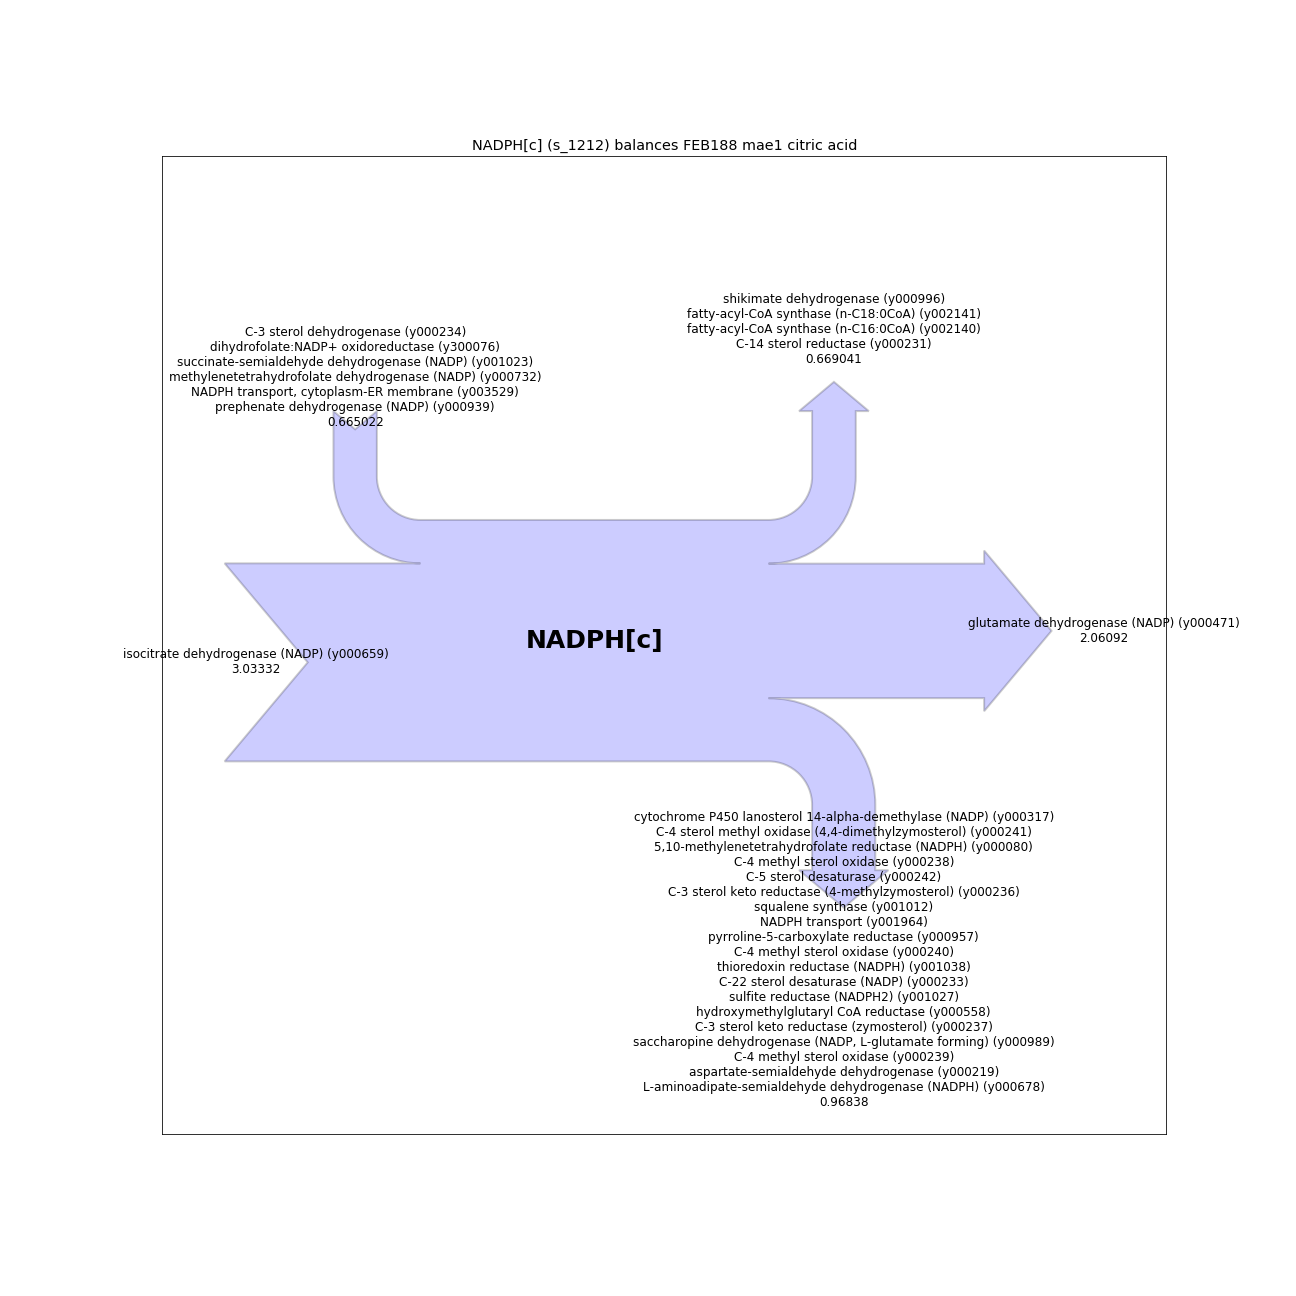 NADPH[c] (s_1212) balances FEB188 mae1 citric acid
shikimate dehydrogenase (y000996)
fatty-acyl-CoA synthase (n-C18:0CoA) (y002141)
fatty-acyl-CoA synthase (n-C16:0CoA) (y002140)
C-14 sterol reductase (y000231)
0.669041
C-3 sterol dehydrogenase (y000234)
dihydrofolate:NADP+ oxidoreductase (y300076)
succinate-semialdehyde dehydrogenase (NADP) (y001023)
methylenetetrahydrofolate dehydrogenase (NADP) (y000732)
NADPH transport, cytoplasm-ER membrane (y003529)
prephenate dehydrogenase (NADP) (y000939)
0.665022
glutamate dehydrogenase (NADP) (y000471)
2.06092
NADPH[c]
isocitrate dehydrogenase (NADP) (y000659)
3.03332
cytochrome P450 lanosterol 14-alpha-demethylase (NADP) (y000317)
C-4 sterol methyl oxidase (4,4-dimethylzymosterol) (y000241)
5,10-methylenetetrahydrofolate reductase (NADPH) (y000080)
C-4 methyl sterol oxidase (y000238)
C-5 sterol desaturase (y000242)
C-3 sterol keto reductase (4-methylzymosterol) (y000236)
squalene synthase (y001012)
NADPH transport (y001964)
pyrroline-5-carboxylate reductase (y000957)
C-4 methyl sterol oxidase (y000240)
thioredoxin reductase (NADPH) (y001038)
C-22 sterol desaturase (NADP) (y000233)
sulfite reductase (NADPH2) (y001027)
hydroxymethylglutaryl CoA reductase (y000558)
C-3 sterol keto reductase (zymosterol) (y000237)
saccharopine dehydrogenase (NADP, L-glutamate forming) (y000989)
C-4 methyl sterol oxidase (y000239)
aspartate-semialdehyde dehydrogenase (y000219)
L-aminoadipate-semialdehyde dehydrogenase (NADPH) (y000678)
0.96838